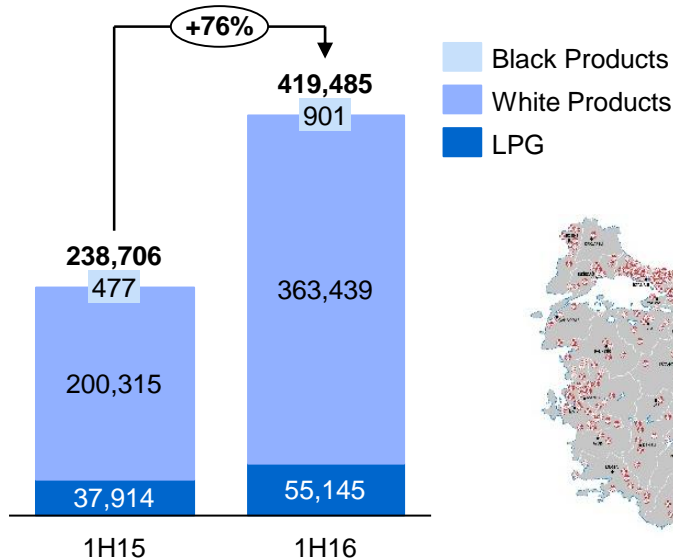 +76%
Black Products
White Products
LPG
419,485
901
363,439
55,145
238,706
477
200,315
37,914
1H15
1H16